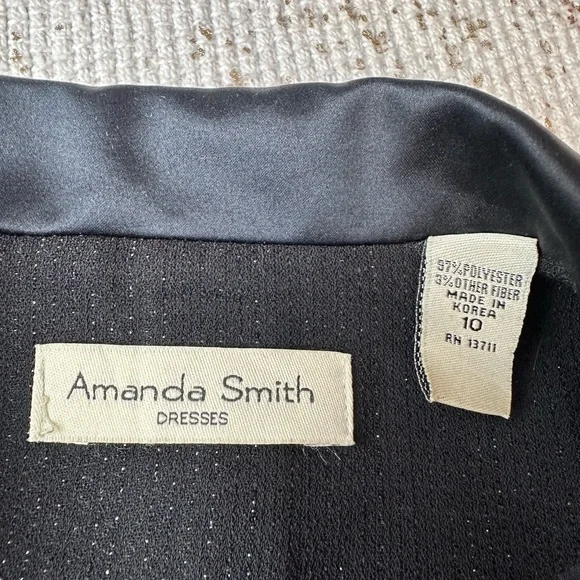 97% POLYESTER
3% OTHER FIBER
MADE IN
KOREA
10
RN 13711
Amanda Smith
DRESSES